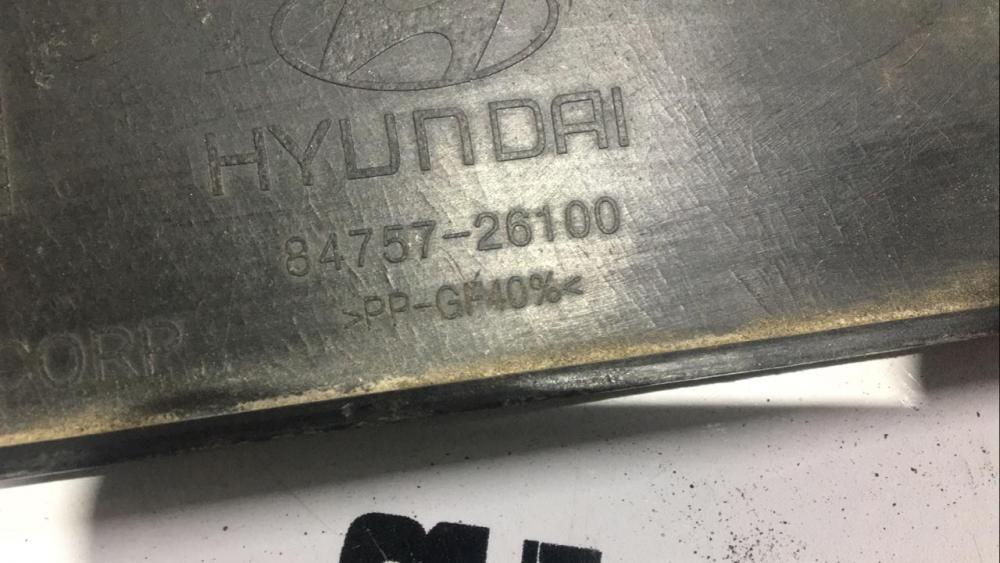 HYUNDAI
84757-26100
>PP-GF40%<
CORP